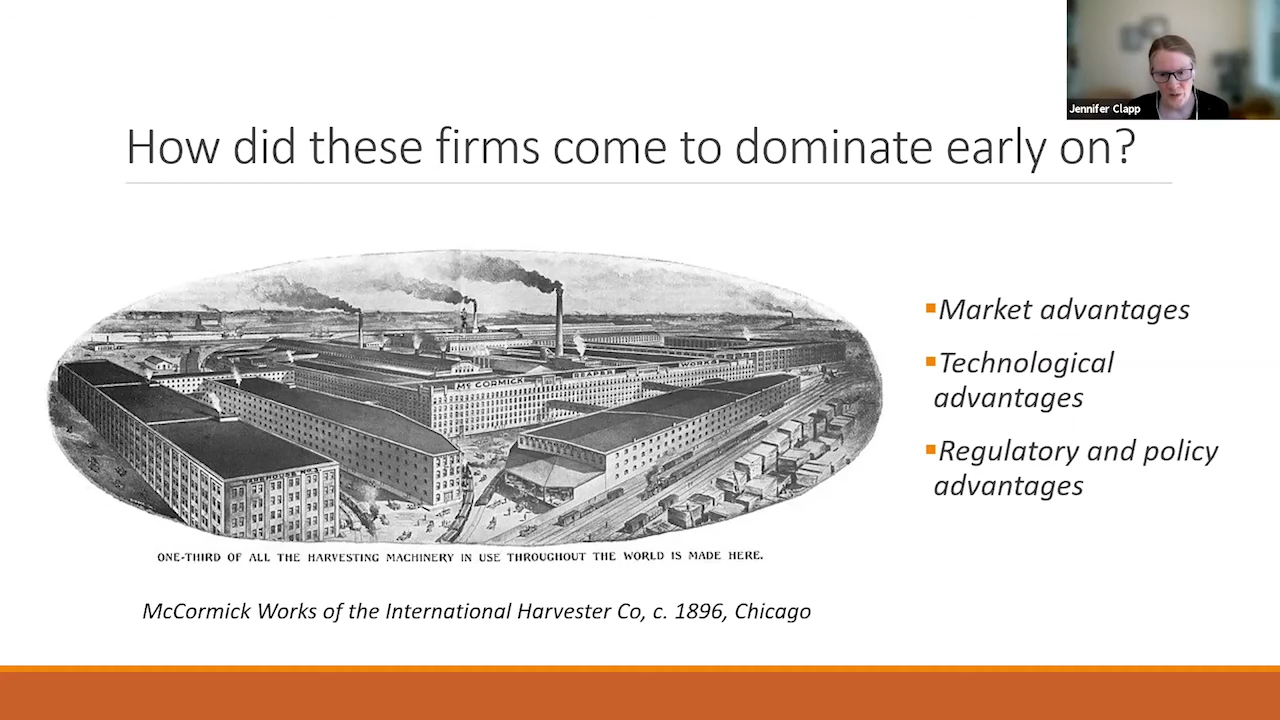 Jennifer Clapp
How did these firms come to dominate early on?
▪Market advantages
▪Technological
advantages
▪Regulatory and policy
advantages
McCORMICK
WORKS
ONE-THIRD OF ALL THE HARVESTING MACHINERY IN USE THROUGHOUT THE WORLD IS MADE HERE.
McCormick Works of the International Harvester Co, c. 1896, Chicago